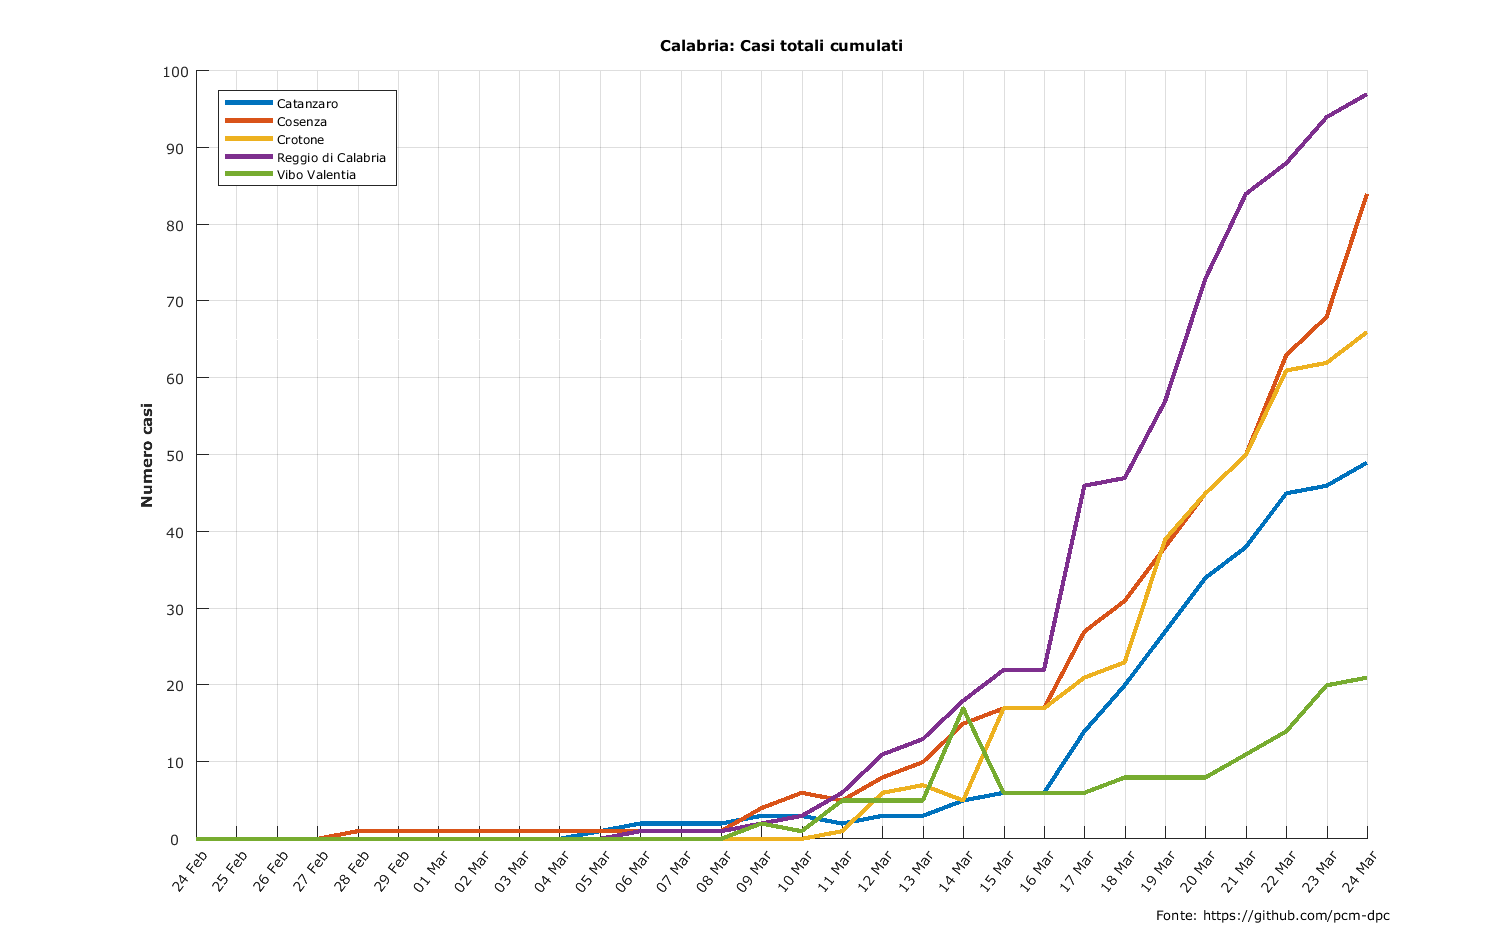 Calabria: Casi totali cumulati
100
90
80
70
60
50
40
30
20
10
0
Numero casi
Catanzaro
Cosenza
Crotone
Reggio di Calabria
Vibo Valentia
24 Feb
25 Feb
26 Feb
27 Feb
28 Feb
29 Feb
01 Mar
02 Mar
03 Mar
04 Mar
05 Mar
06 Mar
07 Mar
08 Mar
09 Mar
10 Mar
11 Mar
12 Mar
13 Mar
14 Mar
15 Mar
16 Mar
17 Mar
18 Mar
19 Mar
20 Mar
21 Mar
22 Mar
23 Mar
24 Mar
Fonte: https://github.com/pcm-dpc